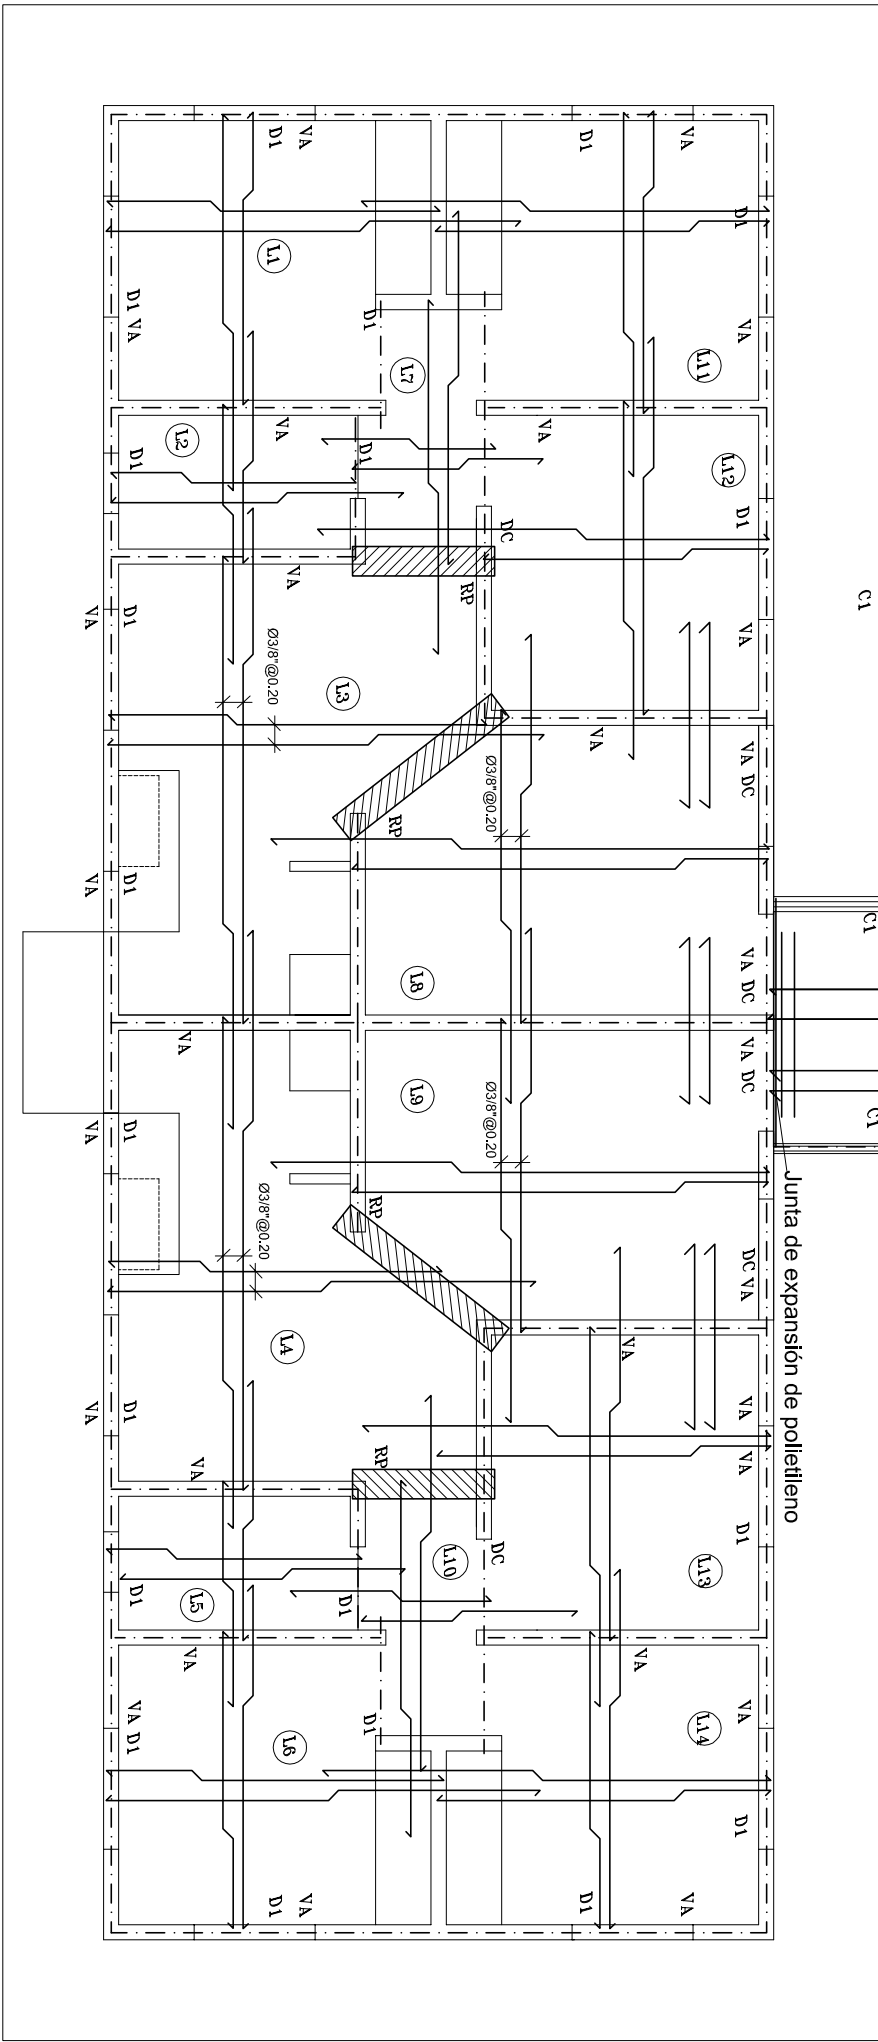 C1
C1
C1
Junta de expansión de polietileno
D1
VA
D1
VA
VA DC
VA DC
VA DC
DC VA
VA
VA
D1
VA
D1
L12
L11
L13
L14
VA
VA
VA
VA
VA
D1
D1
VA
DC
DC
Ø3/8"@0.20
Ø3/8"@0.20
RP
L10
L8
L9
L7
RP
RP
RP
D1
D1
D1
D1
L3
VA
VA
VA
L4
L6
VA
D1
L1
Ø3/8"@0.20
Ø3/8"@0.20
D1
VA
L5
VA
VA
L2
D1 VA
D1
D1
D1
D1
D1
D1
VA D1
VA
VA
VA
VA